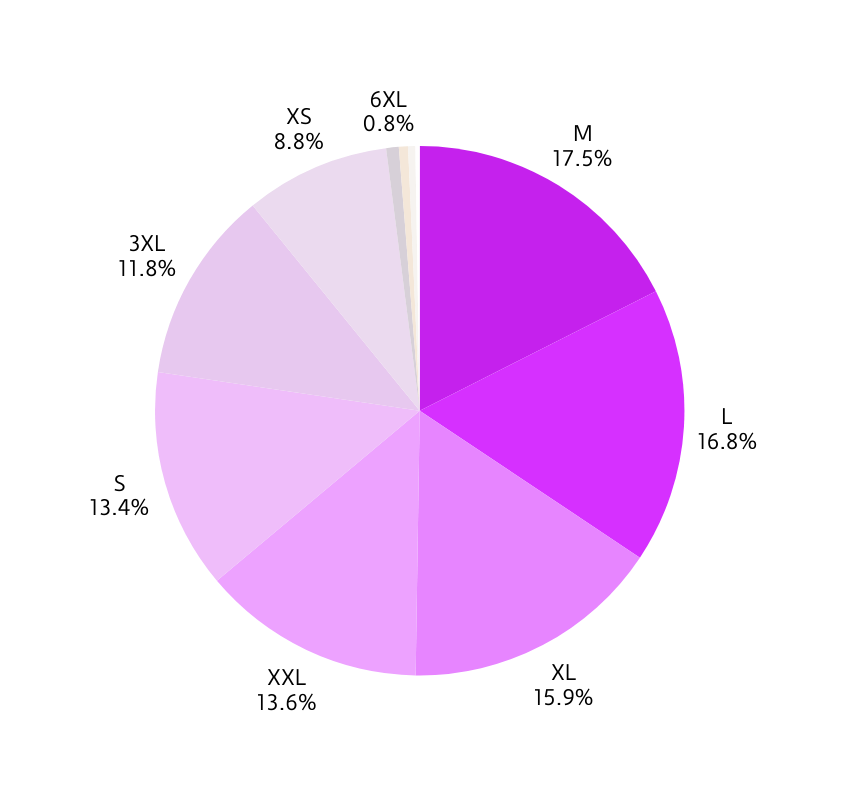 6XL
0.8%
XS
8.8%
M
17.5%
3XL
11.8%
L
16.8%
S
13.4%
XL
15.9%
XXL
13.6%